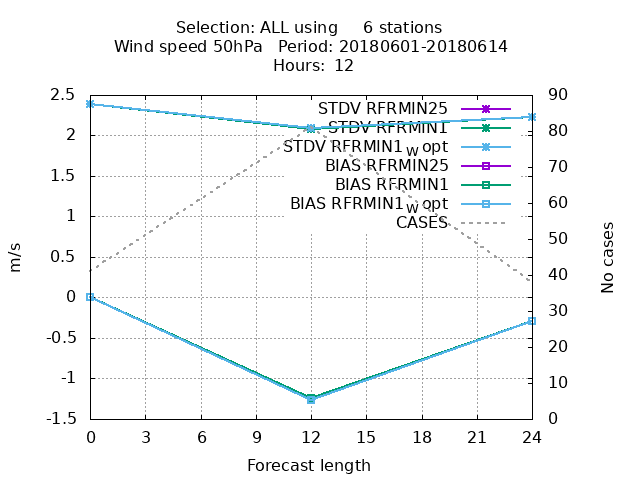 Selection: ALL using 6 stations
Wind speed 50hPa Period: 20180601-20180614
Hours: 12
2.5
2
1.5
1
0.5
0
-0.5
-1
-1.5
m/s
STDV RFRMIN25
STDV RFRMIN1
STDV RFRMIN1w opt
BIAS RFRMIN25
BIAS RFRMIN1
BIAS RFRMIN1w opt
CASES
90
80
70
60
50
40
30
20
10
0
No cases
0 3 6 9 12 15 18 21 24
Forecast length